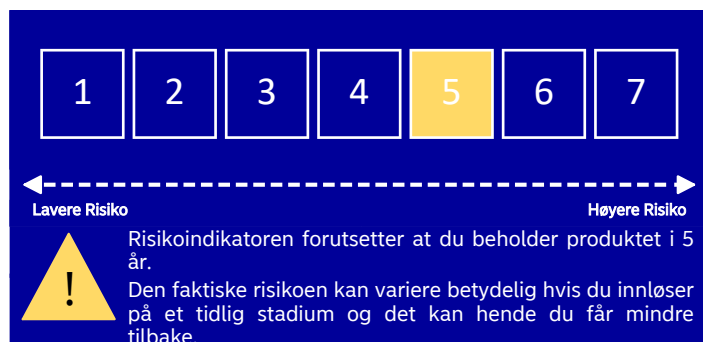 1 2 3 4 5 6 7
Lavere Risiko Høyere Risiko
Risikoindikatoren forutsetter at du beholder produktet i 5
år.
!
Den faktiske risikoen kan variere betydelig hvis du innløser
på et tidlig stadium og det kan hende du får mindre
tilbake